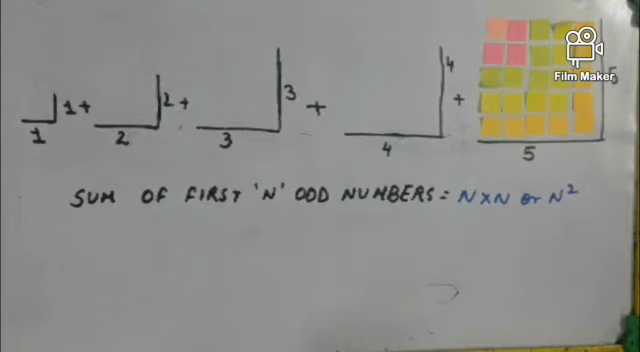 4
5
1+ 2+ 3 + +
1 2 3 4 5
Film Maker
SUM OF FIRST 'N' ODD NUMBERS = N×N or N²